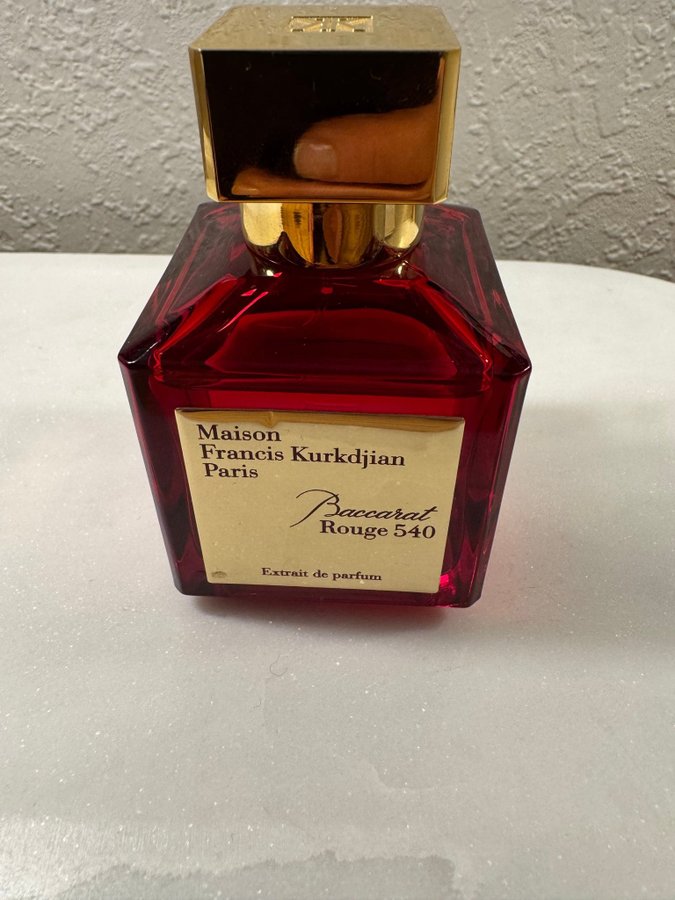 Maison
Francis Kurkdjian
Paris
Baccarat
Rouge 540
Extrait de parfum